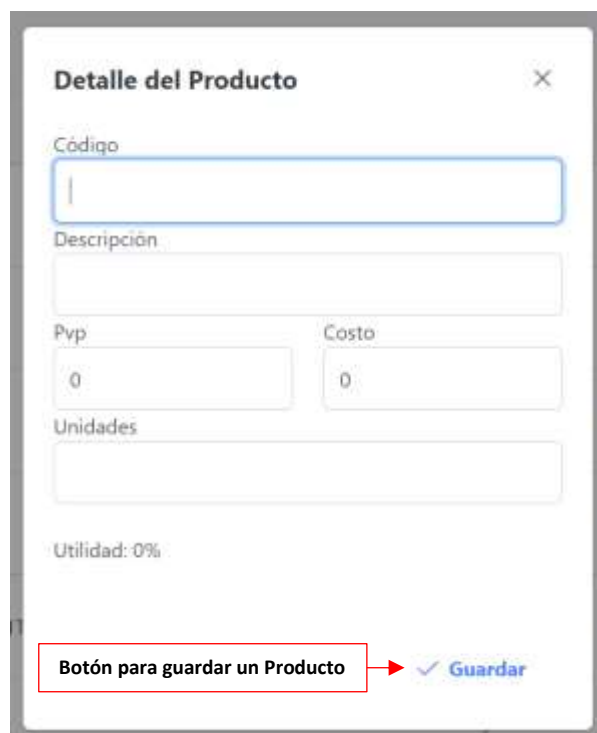 Detalle del Producto
Código
Descripción
Pvp Costo
0 0
Unidades
Utilidad: 0%
Botón para guardar un Producto Guardar